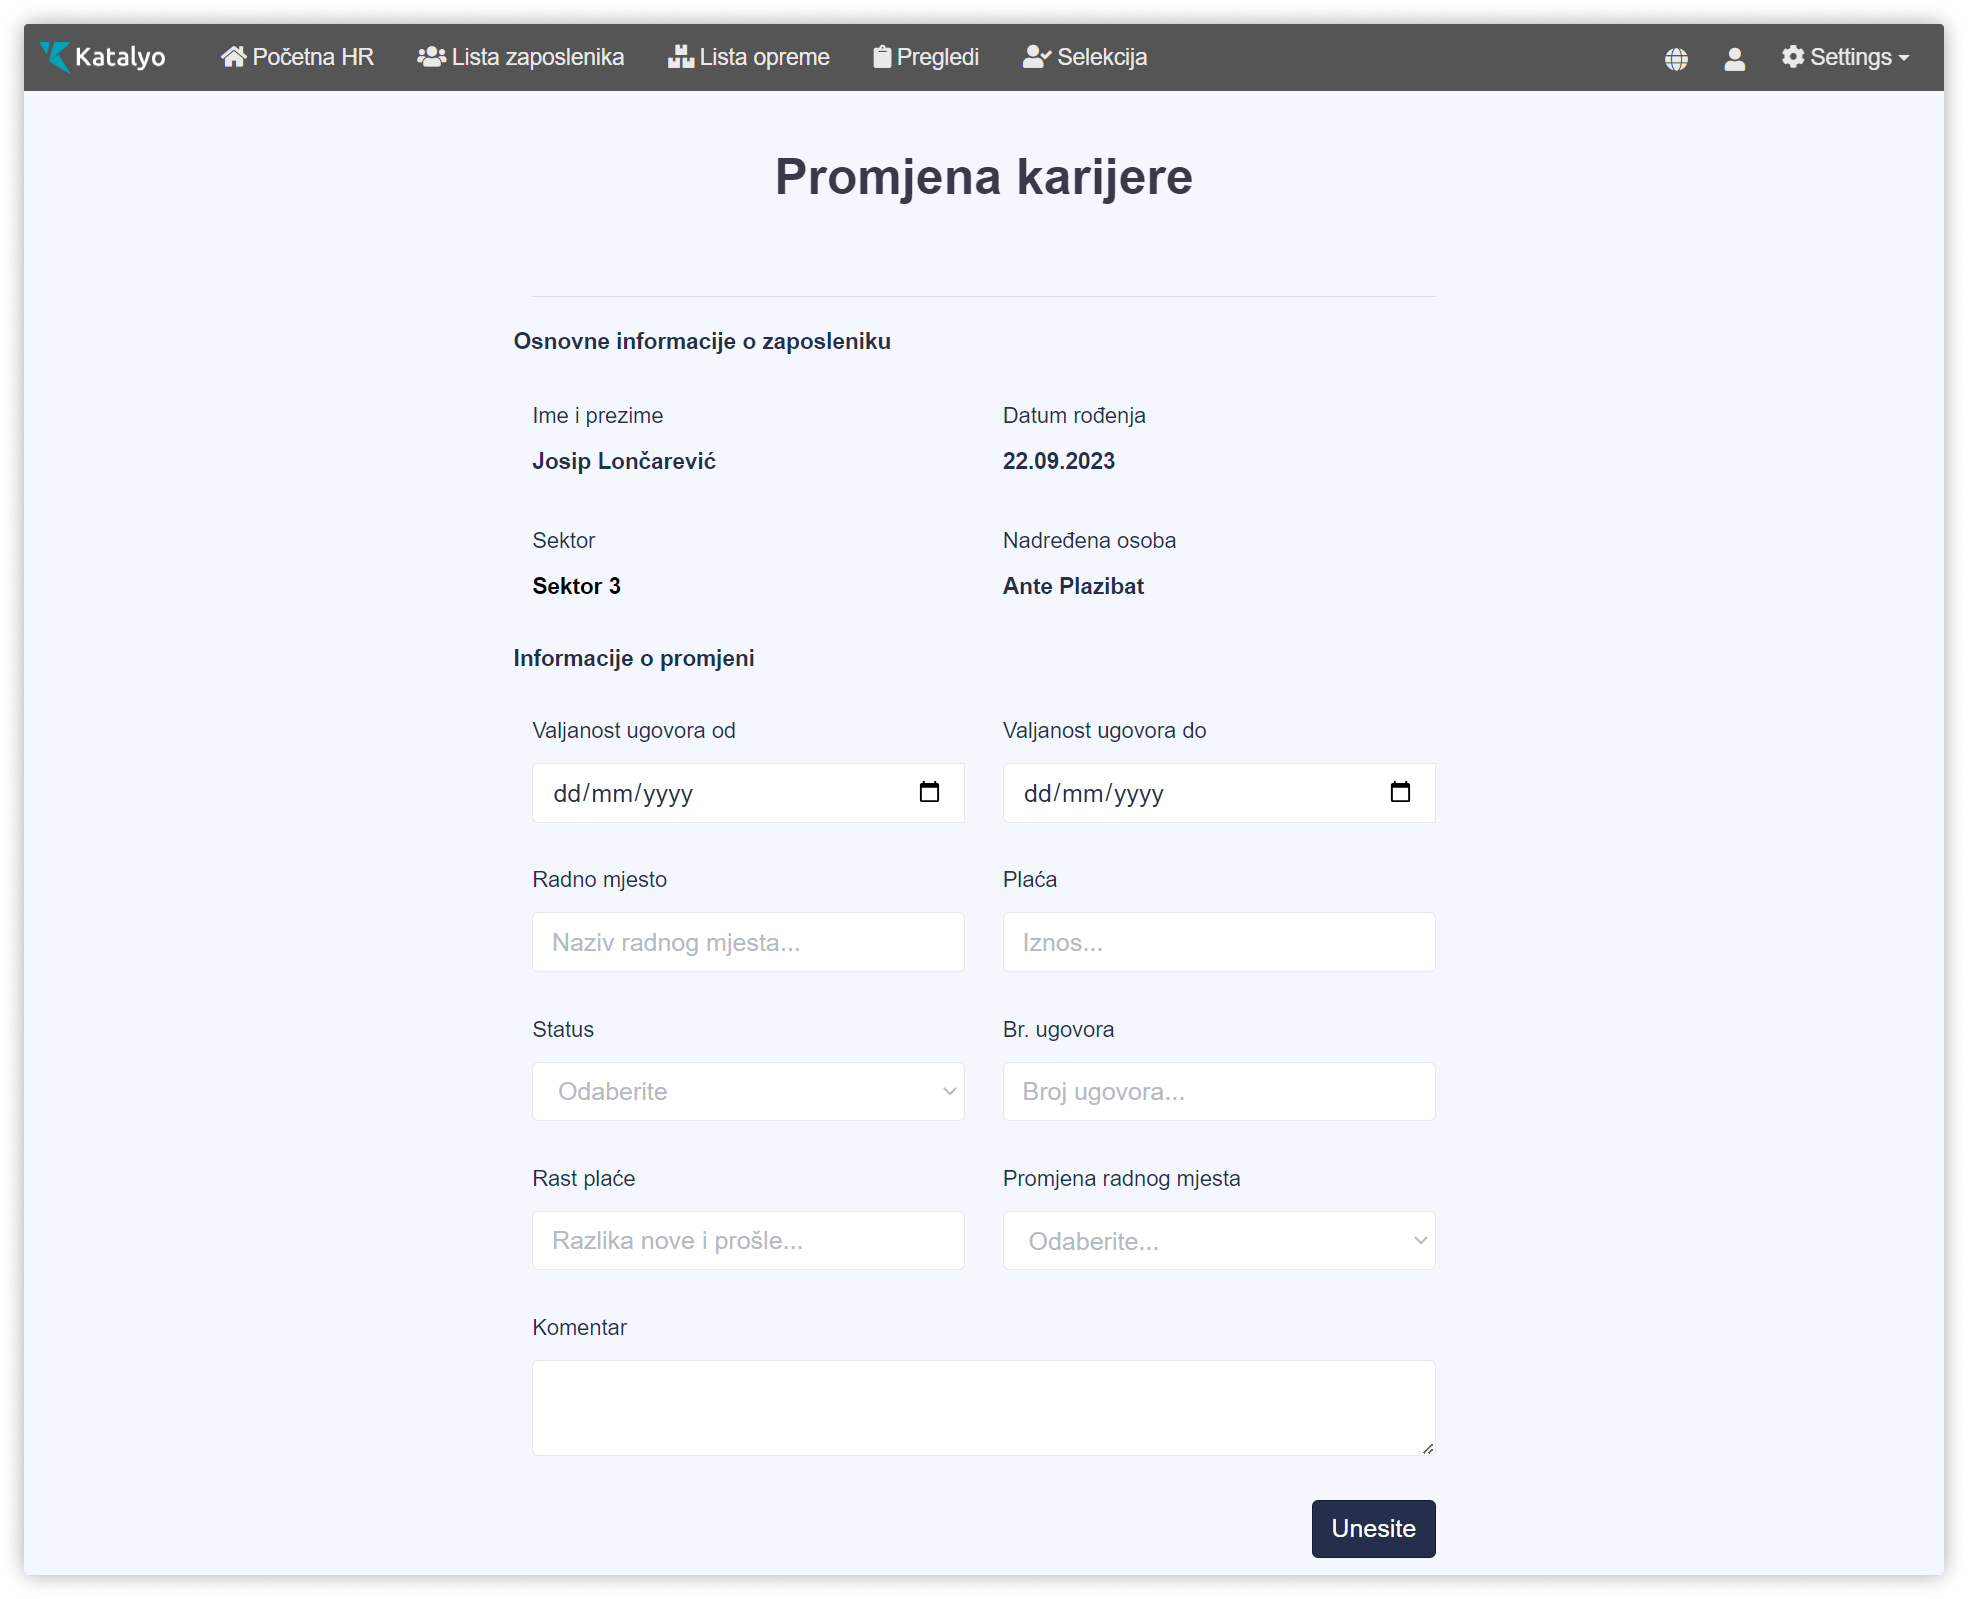 Katalyo Početna HR Lista zaposlenika Lista opreme Pregledi Selekcija Settings
Promjena karijere
Osnovne informacije o zaposleniku
Ime i prezime Datum rođenja
Josip Lončarević 22.09.2023
Sektor Nadređena osoba
Sektor 3 Ante Plazibat
Informacije o promjeni
Valjanost ugovora od Valjanost ugovora do
dd/mm/yyyy dd/mm/yyyy
Radno mjesto Plaća
Naziv radnog mjesta... Iznos...
Status Br. ugovora
Odaberite Broj ugovora...
Rast plaće Promjena radnog mjesta
Razlika nove i prošle... Odaberite...
Komentar
Unesite